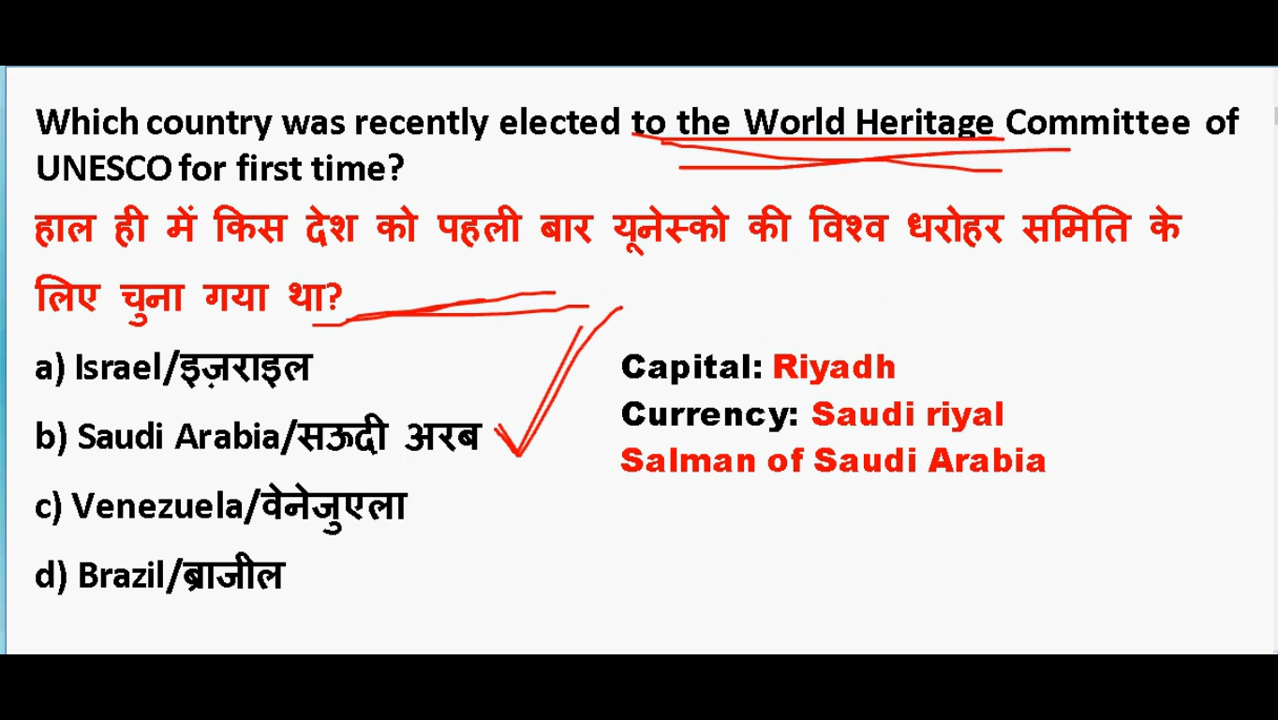 Which country was recently elected to the World Heritage Committee of
UNESCO for first time?
हाल ही में किस देश को पहली बार यूनेस्को की विश्व धरोहर समिति के
लिए चुना गया था?
a) Israel/इज़राइल
b) Saudi Arabia/सऊदी अरब
c) Venezuela/वेनेजुएला
d) Brazil/ब्राजील
Capital: Riyadh
Currency: Saudi riyal
Salman of Saudi Arabia